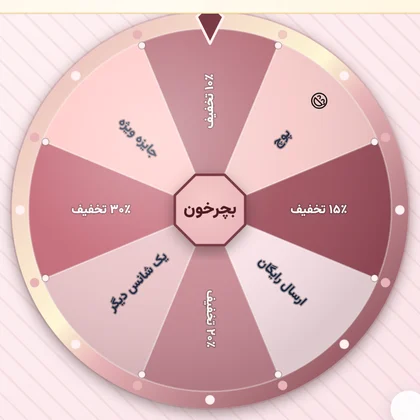 ۱۰٪ تخفیف
پوچ
۱۵٪ تخفیف
ارسال رایگان
۲۰٪ تخفیف
یک شانس دیگر
۳۰٪ تخفیف
جایزه ویژه
بچرخون